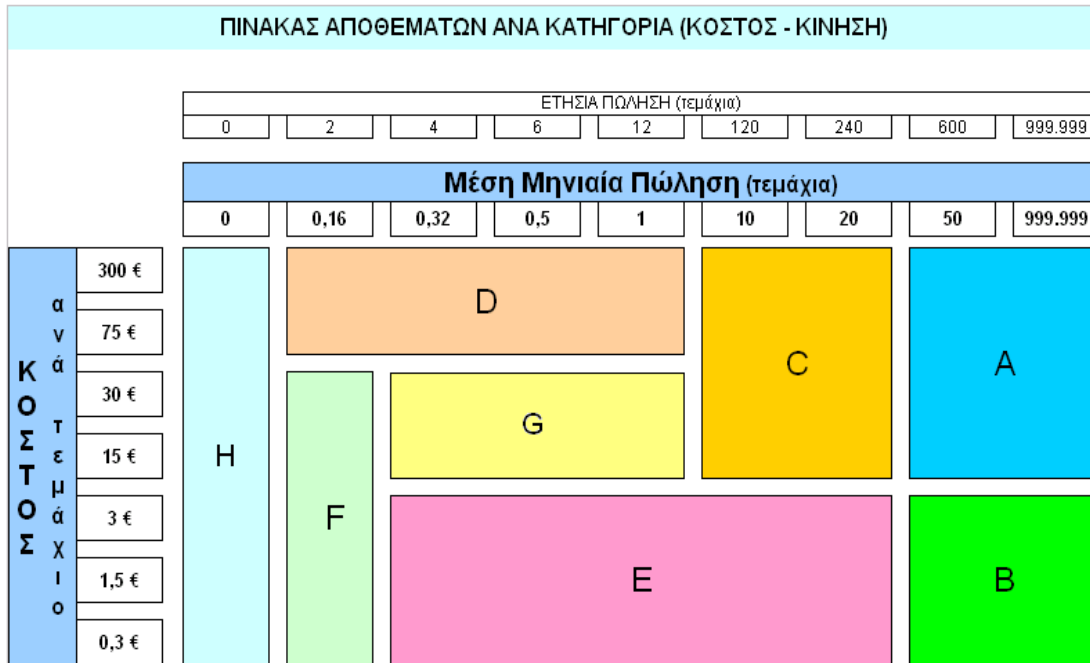 ΠΙΝΑΚΑΣ ΑΠΟΘΕΜΑΤΩΝ ΑΝΑ ΚΑΤΗΓΟΡΙΑ (ΚΟΣΤΟΣ - ΚΙΝΗΣΗ)
ΕΤΗΣΙΑ ΠΩΛΗΣΗ (τεμάχια)
0 2 4 6 12 120 240 600 999.999
Μέση Μηνιαία Πώληση (τεμάχια)
0 0,16 0,32 0,5 1 10 20 50 999.999
ΚΟΣΤΟΣ
ανά τεμάχιο
300 €
75 €
30 €
15 €
3 €
1,5 €
0,3 €
D
C
A
G
H
F
E
B